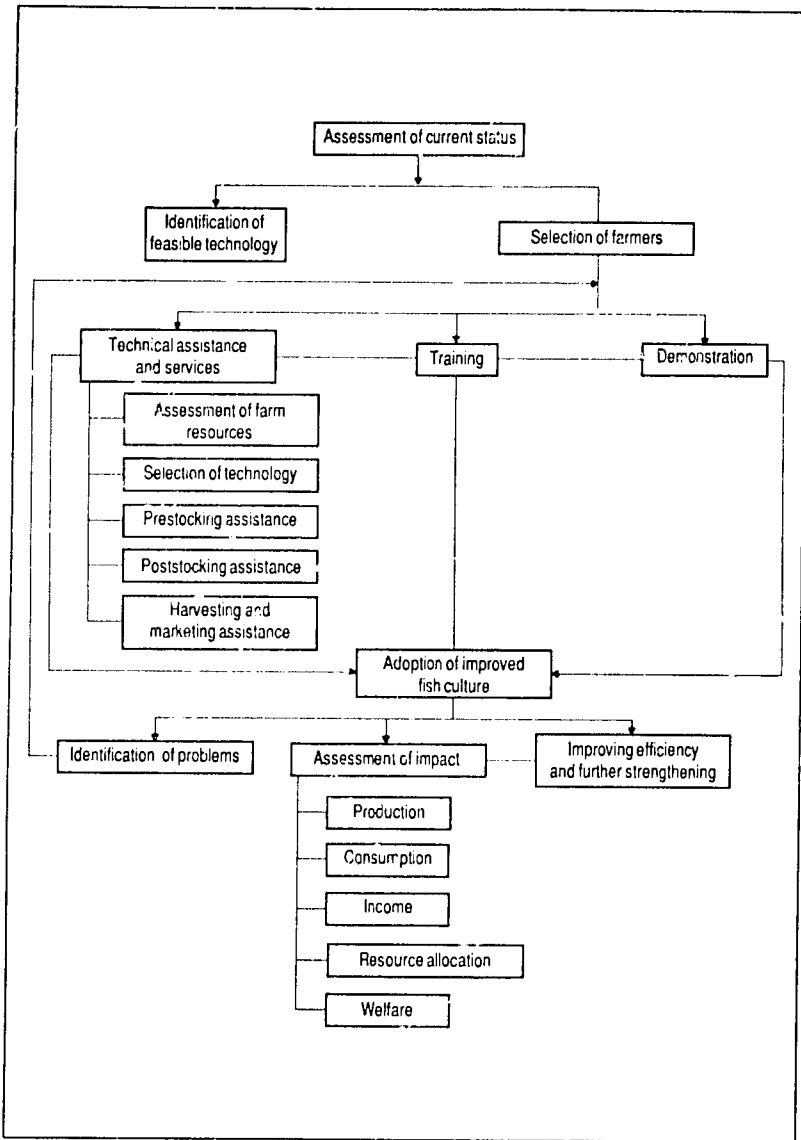 Assessment of current status
Identification of
feasible technology
Selection of farmers
Technical assistance
and services
Training
Demonstration
Assessment of farm
resources
Selection of technology
Prestocking assistance
Poststocking assistance
Harvesting and
marketing assistance
Adoption of improved
fish culture
Identification of problems
Assessment of impact
Improving efficiency
and further strengthening
Production
Consumption
Income
Resource allocation
Welfare